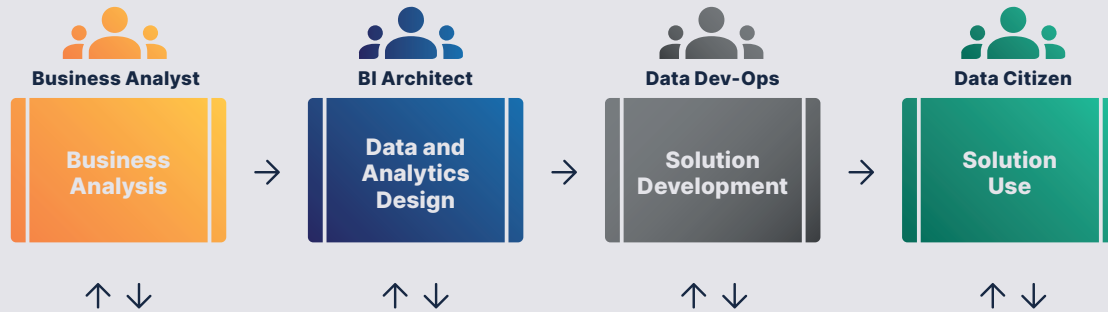 Business Analyst
BI Architect
Data Dev-Ops
Data Citizen
Business
Analysis
Data and
Analytics
Design
Solution
Development
Solution
Use